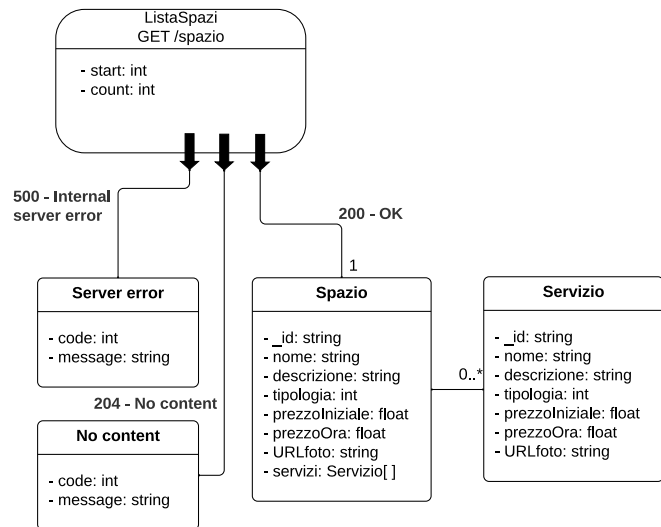 ListaSpazi
GET /spazio
- start: int
- count: int
500 - Internal
server error
200 - OK
1
Server error
- code: int
- message: string
Spazio
- _id: string
- nome: string
- descrizione: string
- tipologia: int
- prezzoIniziale: float
- prezzoOra: float
- URLfoto: string
- servizi: Servizio[ ]
0..*
Servizio
- _id: string
- nome: string
- descrizione: string
- tipologia: int
- prezzoIniziale: float
- prezzoOra: float
- URLfoto: string
204 - No content
No content
- code: int
- message: string